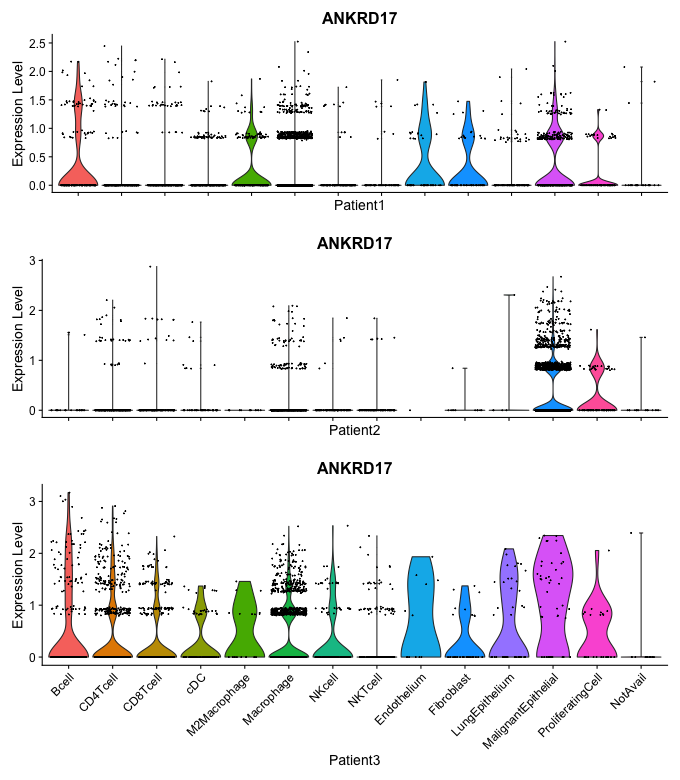 ANKRD17
Expression Level
2.5
2.0
1.5
1.0
0.5
0.0
Patient1
ANKRD17
Expression Level
3
2
1
0
Patient2
ANKRD17
Expression Level
3
2
1
0
Bcell
CD4Tcell
CD8Tcell
cDC
M2Macrophage
Macrophage
NKcell
NKTcell
Endothelium
Fibroblast
LungEpithelium
MalignantEpithelial
ProliferatingCell
NotAvail
Patient3